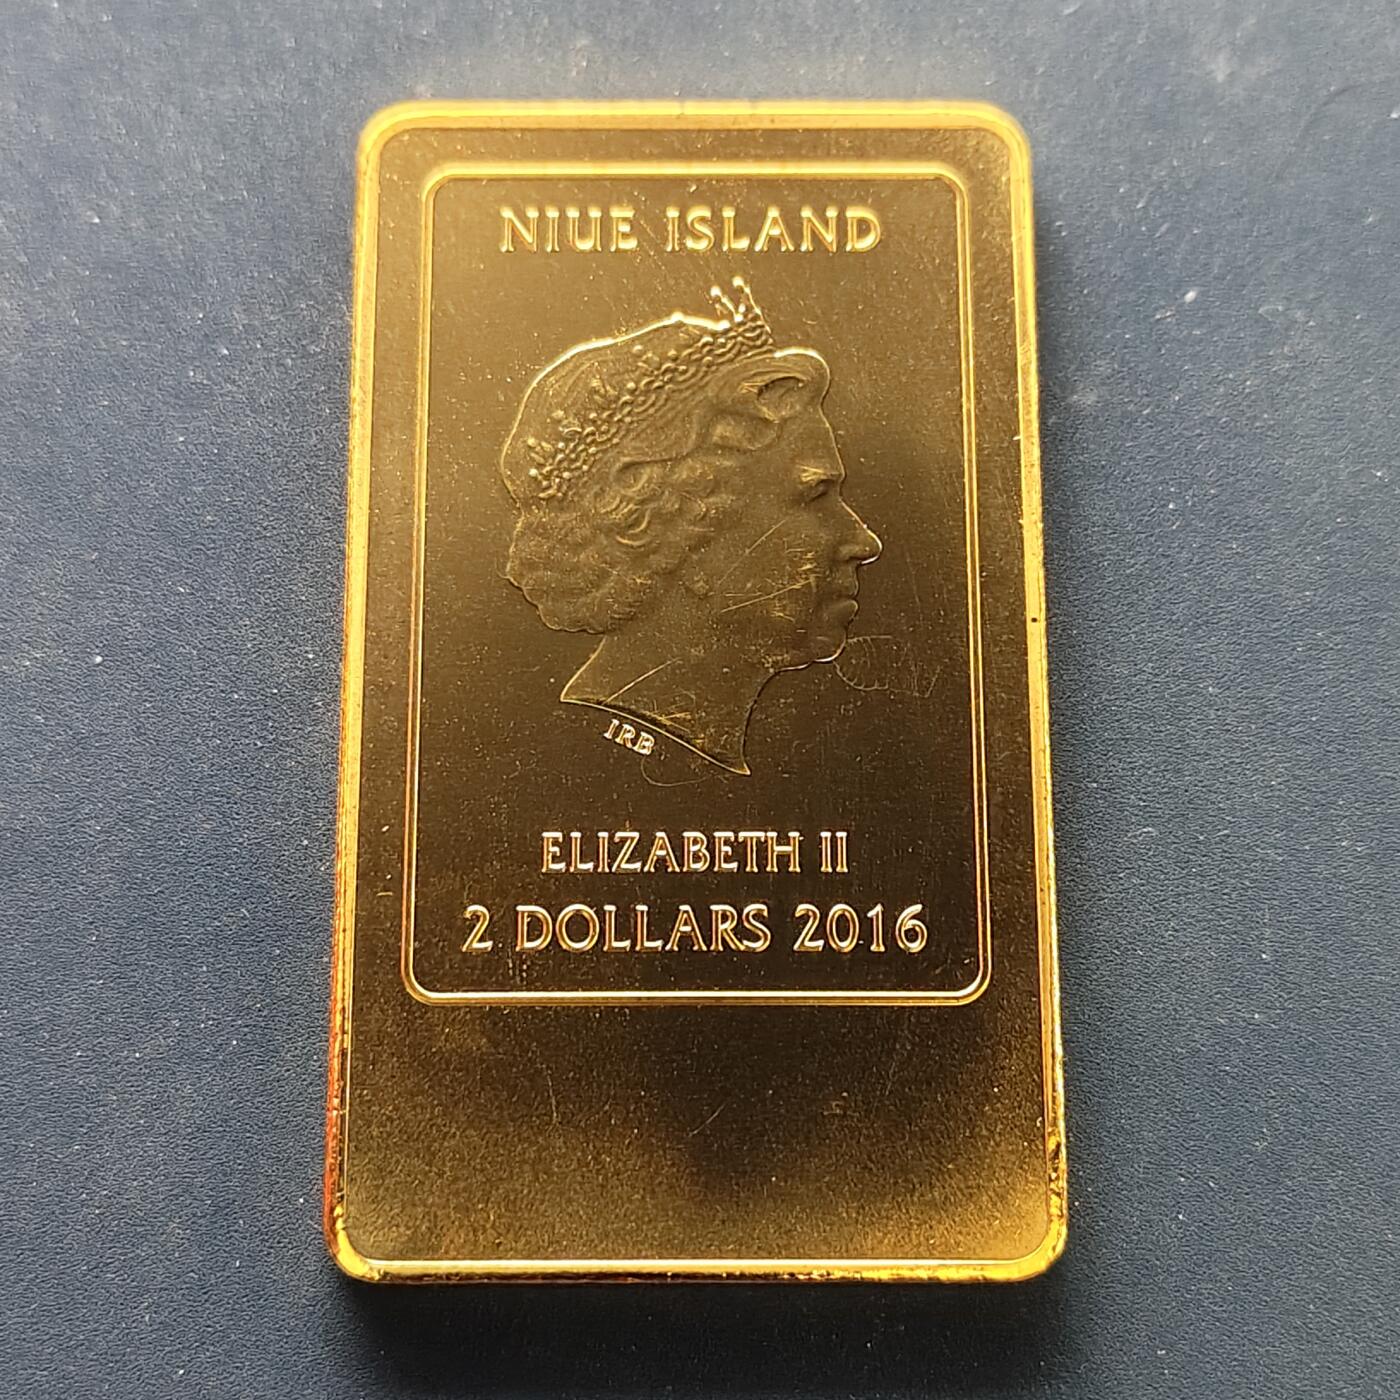 NIUE ISLAND
IRB
ELIZABETH II
2 DOLLARS 2016